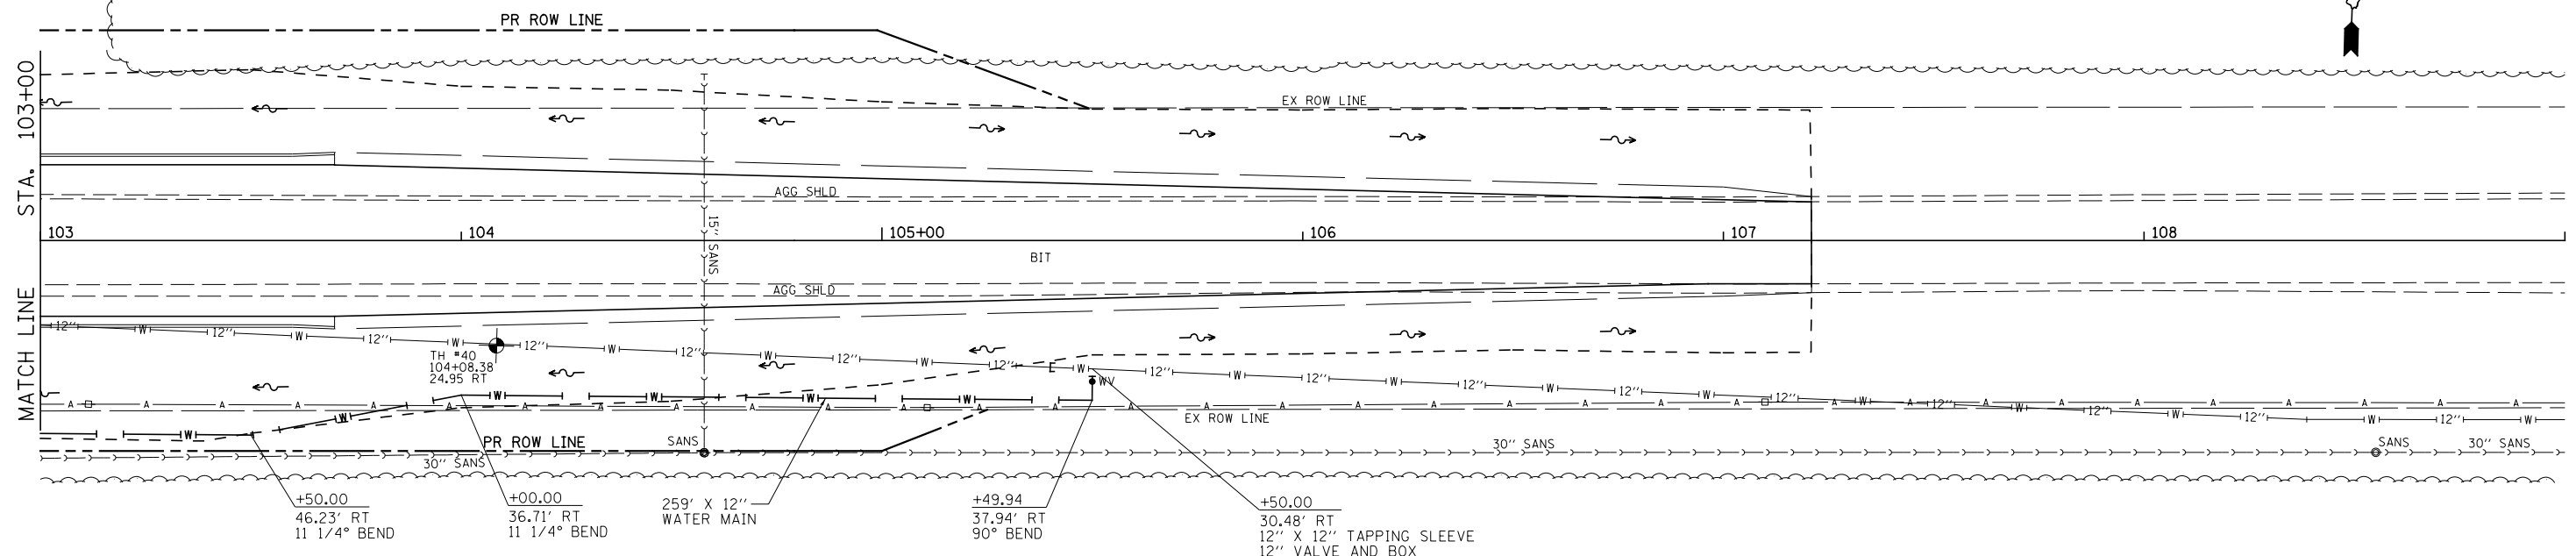 PR ROW LINE
EX ROW LINE
MATCH LINE STA. 103+00
AGG SHLD
15'' SANS
103
104
105+00
106
107
108
BIT
AGG SHLD
12'' W 12'' W 12'' W 12'' W 12'' W 12'' W 12'' W 12'' W 12'' W 12'' W 12'' W 12'' W 12'' W 12'' W 12'' W 12'' W
TH #40
104+08.38
24.95 RT
E
WV
W W W W W W
A A A A A A A A A A A A A A A A A A A A A A A A A A A A A A A A A
EX ROW LINE
PR ROW LINE
SANS
30'' SANS
30'' SANS
SANS
30'' SANS
+50.00
46.23' RT
11 1/4° BEND
+00.00
36.71' RT
11 1/4° BEND
259' X 12''
WATER MAIN
+49.94
37.94' RT
90° BEND
+50.00
30.48' RT
12'' X 12'' TAPPING SLEEVE
12'' VALVE AND BOX